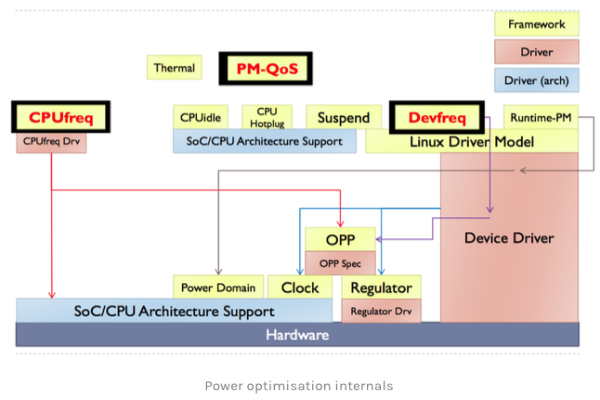 Framework
Driver
Driver (arch)
Thermal
PM-QoS
CPUfreq
CPUfreq Drv
CPUidle
CPU
Hotplug
Suspend
Devfreq
Runtime-PM
SoC/CPU Architecture Support
Linux Driver Model
Device Driver
OPP
OPP Spec
Power Domain
Clock
Regulator
SoC/CPU Architecture Support
Regulator Drv
Hardware
Power optimisation internals